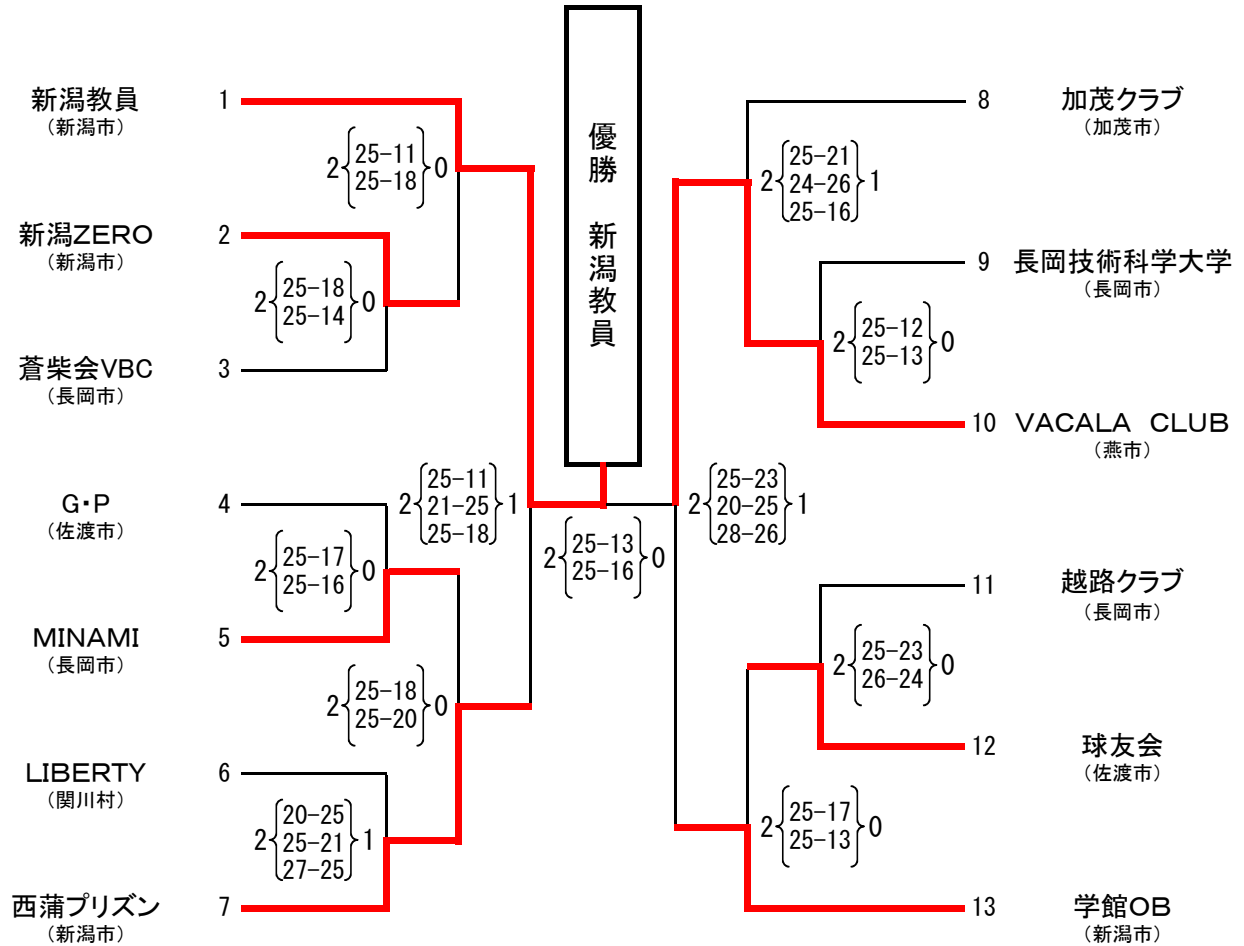 優勝 新潟教員
新潟教員 1
(新潟市)
2 25-11 0
25-18
新潟ZERO 2
(新潟市)
2 25-18 0
25-14
蒼柴会VBC 3
(長岡市)
G・P 4
(佐渡市)
2 25-11 1
21-25
25-18
2 25-17 0
25-16
MINAMI 5
(長岡市)
2 25-18 0
25-20
LIBERTY 6
(関川村)
2 20-25 1
25-21
27-25
西蒲プリズン 7
(新潟市)
2 25-13 0
25-16
8 加茂クラブ
(加茂市)
2 25-21 1
24-26
25-16
9 長岡技術科学大学
(長岡市)
2 25-12 0
25-13
10 VACALA CLUB
(燕市)
2 25-23 1
20-25
28-26
11 越路クラブ
(長岡市)
2 25-23 0
26-24
12 球友会
(佐渡市)
2 25-17 0
25-13
13 学館OB
(新潟市)